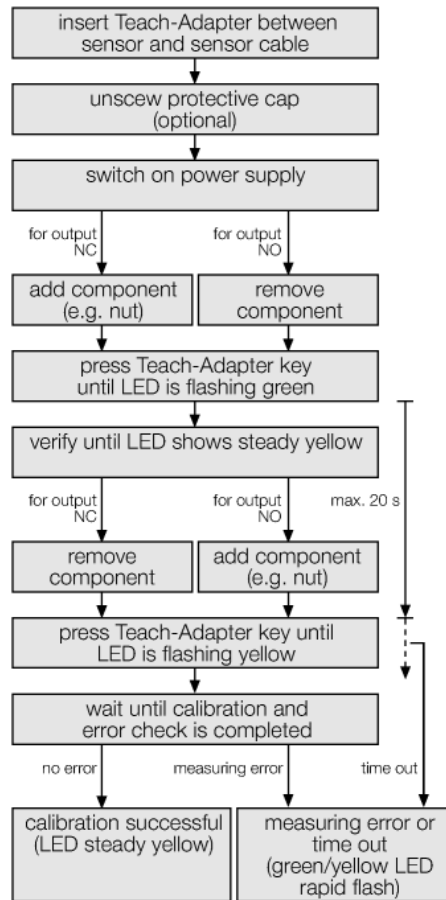 insert Teach-Adapter between
sensor and sensor cable
unscew protective cap
(optional)
switch on power supply
for output
NC
for output
NO
add component
(e.g. nut)
remove
component
press Teach-Adapter key
until LED is flashing green
verify until LED shows steady yellow
for output
NC
for output
NO
max. 20 s
remove
component
add component
(e.g. nut)
press Teach-Adapter key until
LED is flashing yellow
wait until calibration and
error check is completed
no error
measuring error
time out
calibration successful
(LED steady yellow)
measuring error or
time out
(green/yellow LED
rapid flash)